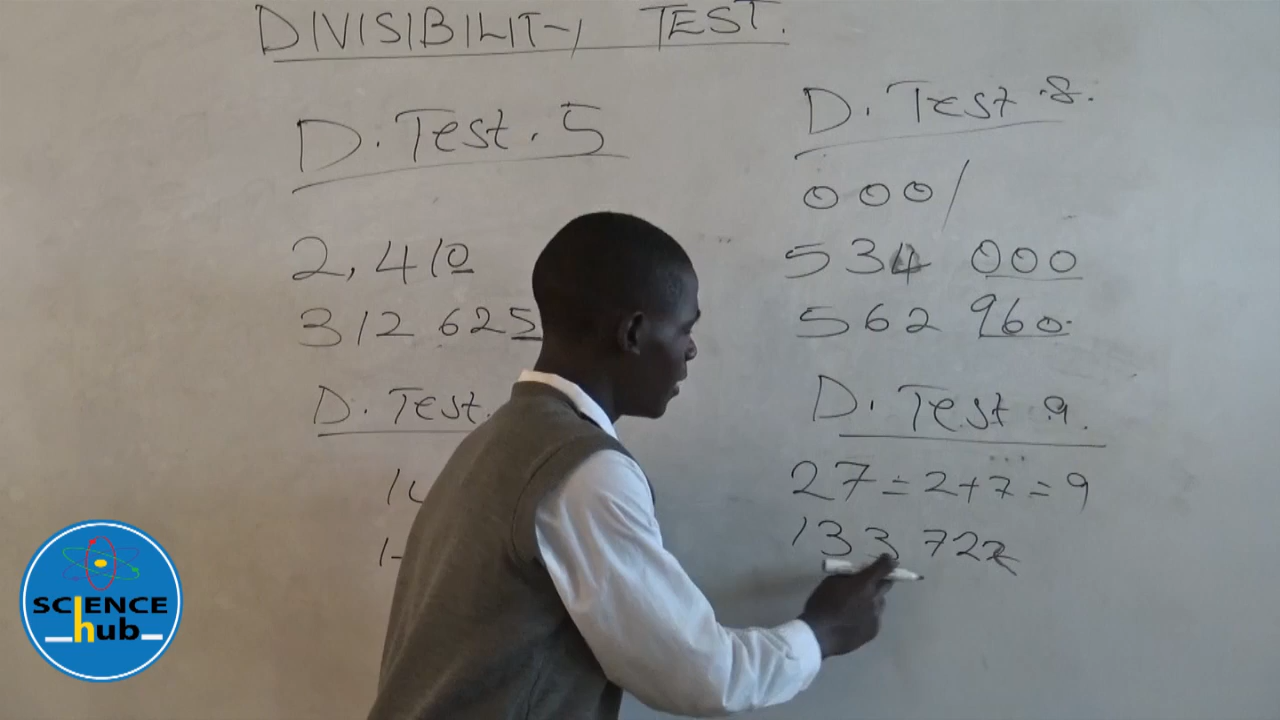 DIVISIBILITY TEST.
D. Test. 5
2,410
312 625
D. Test.
D. Test 8.
000/
534 000
562 960
D. Test 9.
27 = 2+7 = 9
133 722
SCIENCE
hub